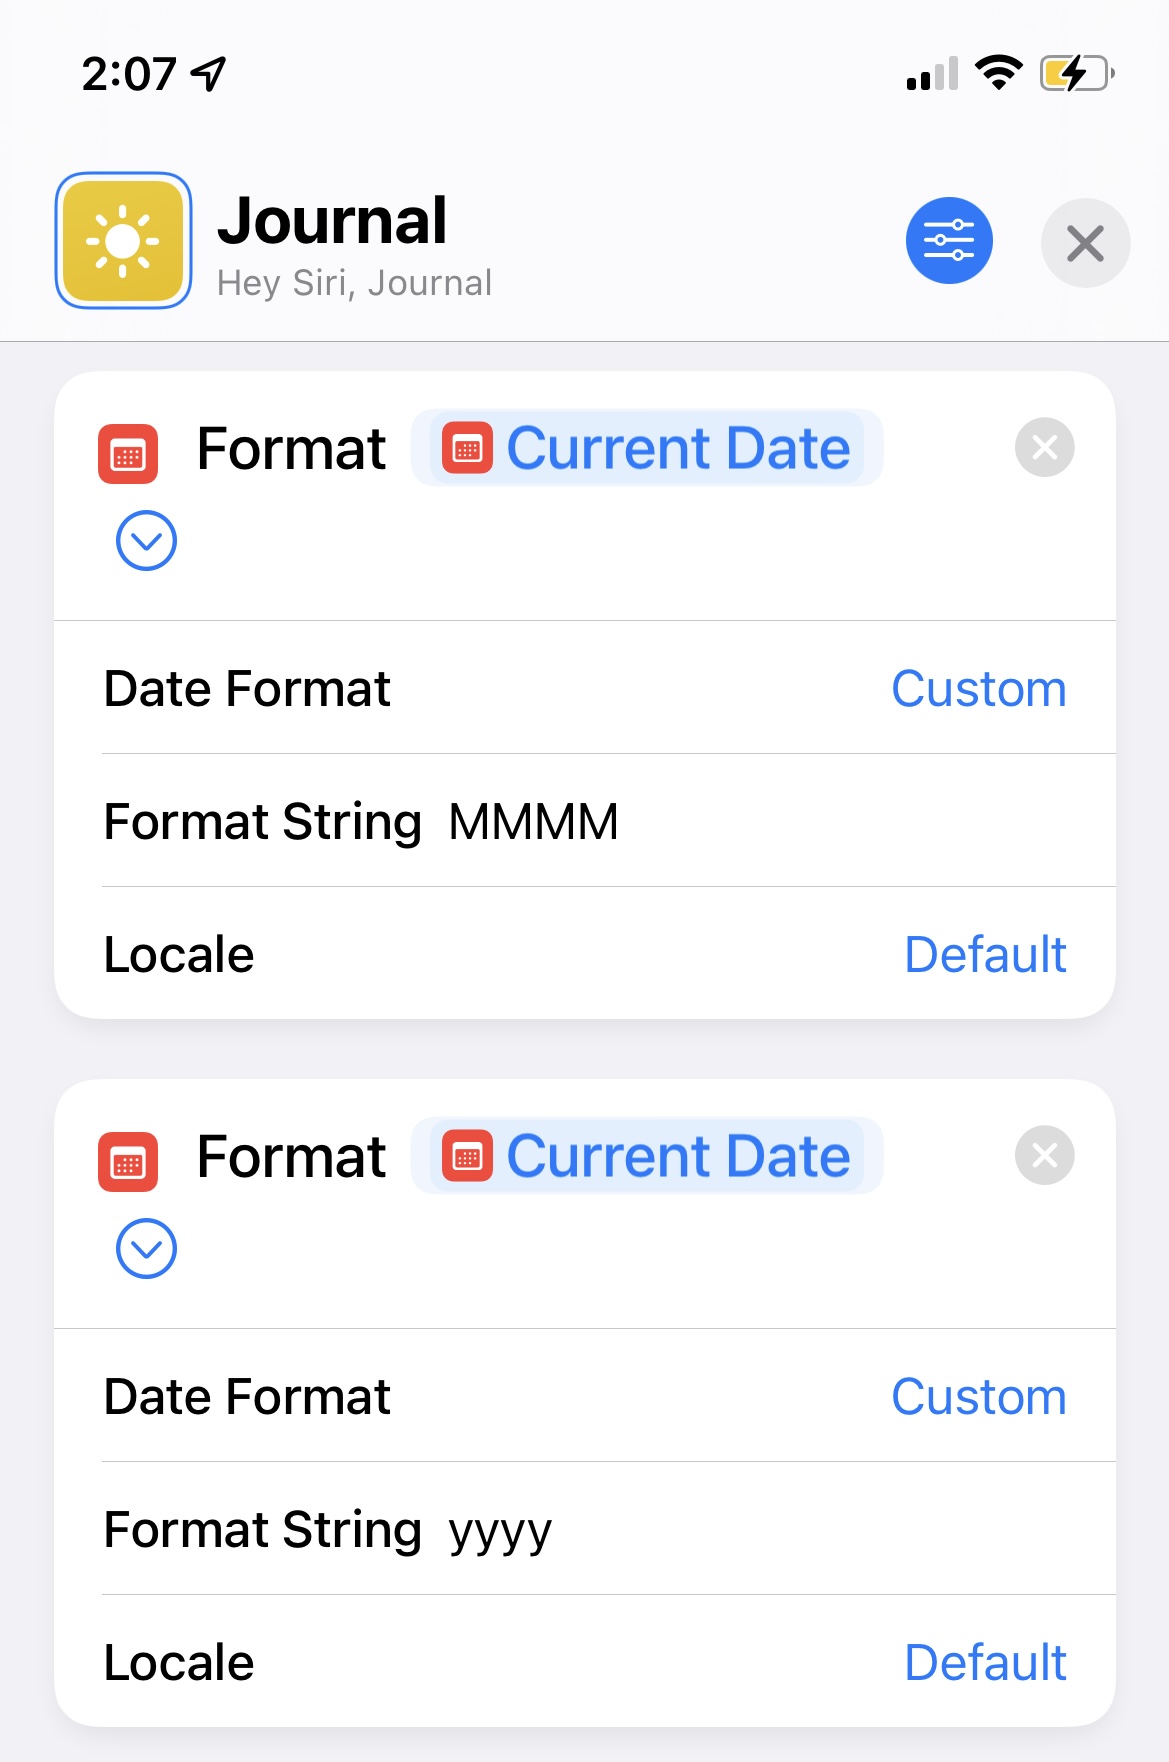 2:07
Journal
Hey Siri, Journal
Format Current Date
Date Format Custom
Format String MMMM
Locale Default
Format Current Date
Date Format Custom
Format String yyyy
Locale Default